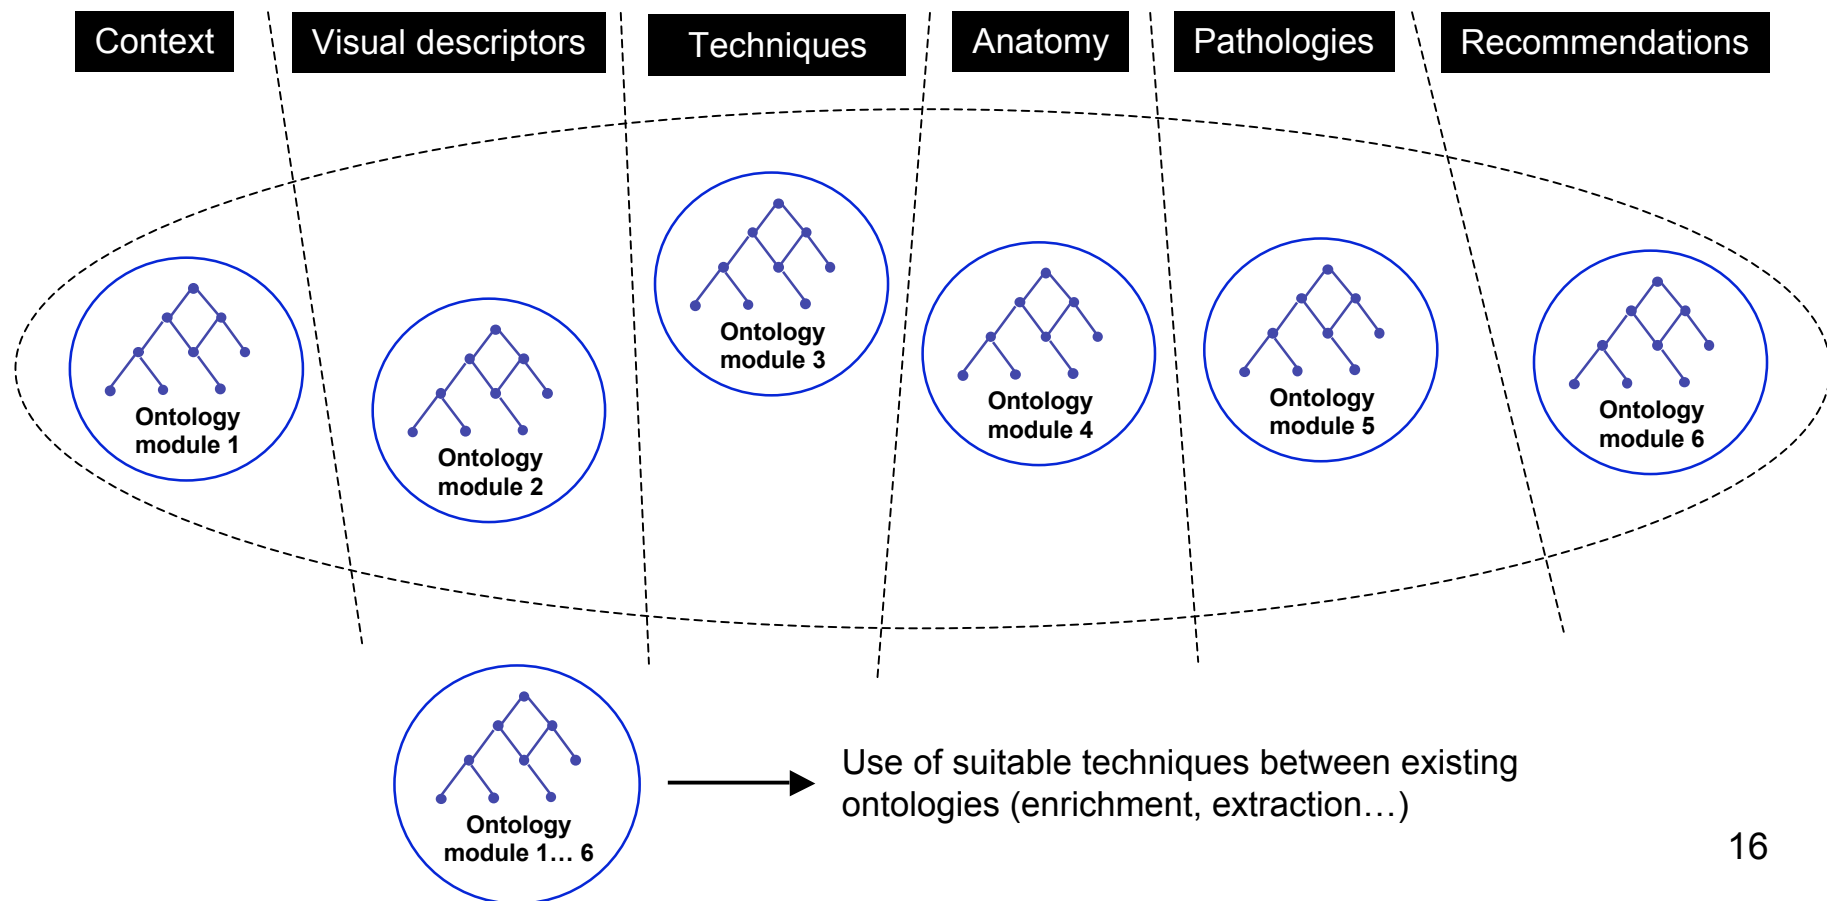 Context
Visual descriptors
Techniques
Anatomy
Pathologies
Recommendations
Ontology
module 1
Ontology
module 2
Ontology
module 3
Ontology
module 4
Ontology
module 5
Ontology
module 6
Ontology
module 1… 6
Use of suitable techniques between existing
ontologies (enrichment, extraction…)
16